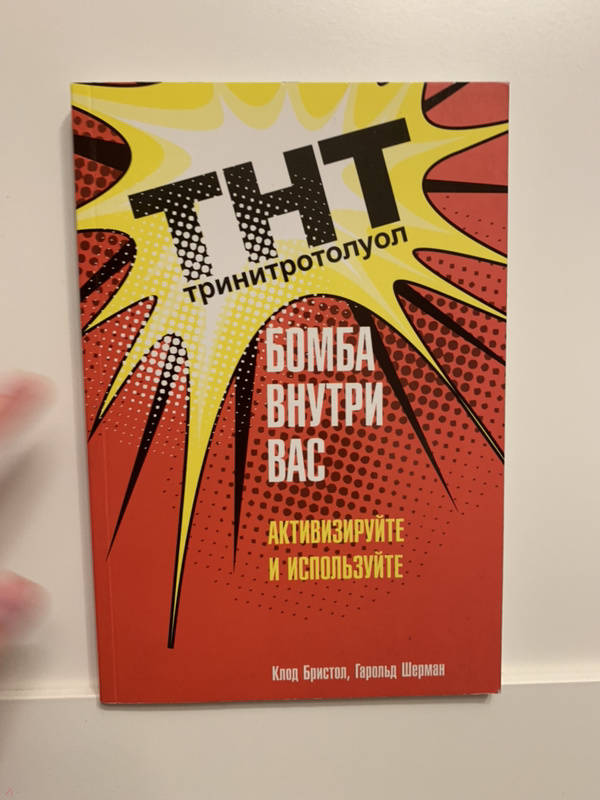 ТНТ
тринитротолуол
БОМБА
ВНУТРИ
ВАС
АКТИВИЗИРУЙТЕ
И ИСПОЛЬЗУЙТЕ
Клод Бристол, Гарольд Шерман